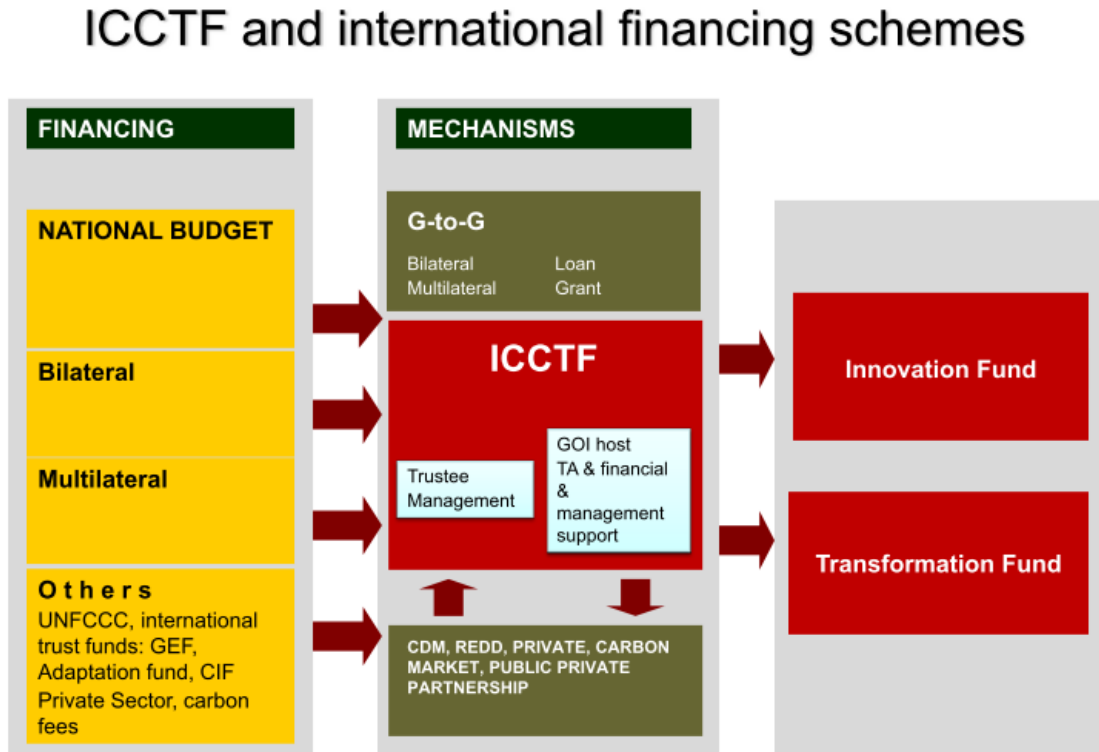 ICCTF and international financing schemes
FINANCING
NATIONAL BUDGET
Bilateral
Multilateral
O t h e r s
UNFCCC, international
trust funds: GEF,
Adaptation fund, CIF
Private Sector, carbon
fees
MECHANISMS
G-to-G
Bilateral Loan
Multilateral Grant
ICCTF
Trustee
Management
GOI host
TA & financial
&
management
support
CDM, REDD, PRIVATE, CARBON
MARKET, PUBLIC PRIVATE
PARTNERSHIP
Innovation Fund
Transformation Fund